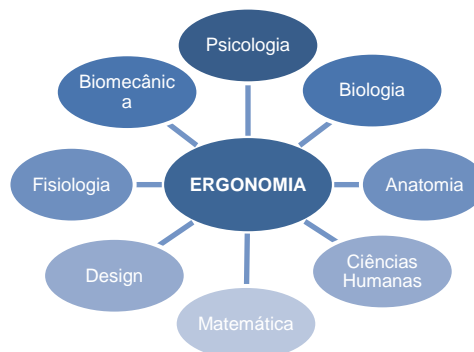 Psicologia
Biomecânic
a
Biologia
Fisiologia
ERGONOMIA
Anatomia
Design
Ciências
Humanas
Matemática